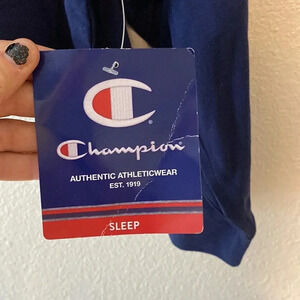 Champion
AUTHENTIC ATHLETICWEAR
EST. 1919
SLEEP